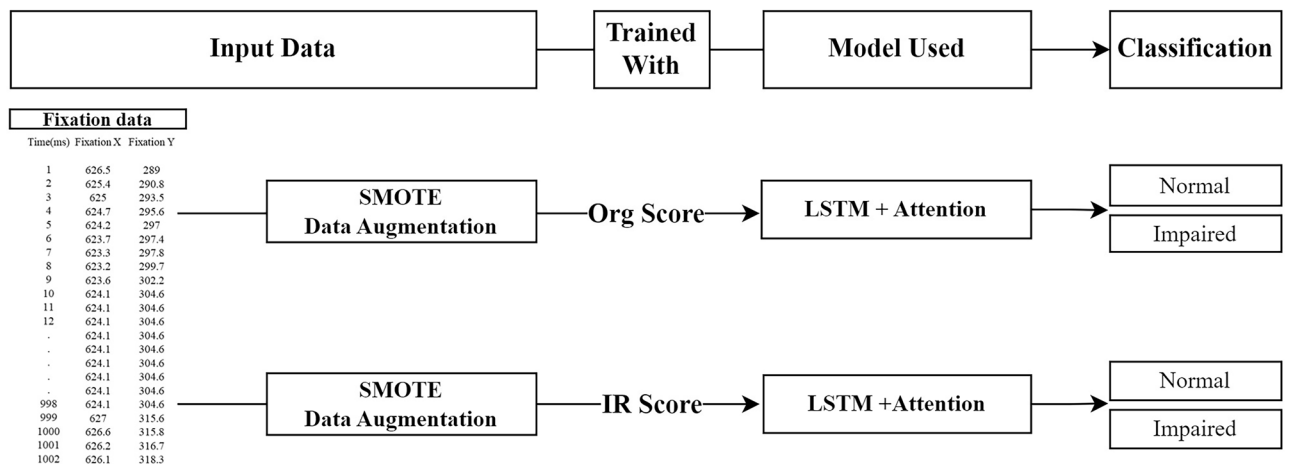 Input Data
Trained
With
Model Used
Classification
Fixation data
Time(ms) Fixation X Fixation Y
1 626.5 289
2 625.4 290.8
3 625 293.5
4 624.7 295.6
5 624.2 297
6 623.7 297.4
7 623.3 297.8
8 623.2 299.7
9 623.6 302.2
10 624.1 304.6
11 624.1 304.6
12 624.1 304.6
. 624.1 304.6
. 624.1 304.6
. 624.1 304.6
. 624.1 304.6
. 624.1 304.6
998 624.1 304.6
999 627 315.6
1000 626.6 315.8
1001 626.2 316.7
1002 626.1 318.3
SMOTE
Data Augmentation
Org Score
LSTM + Attention
Normal
Impaired
SMOTE
Data Augmentation
IR Score
LSTM +Attention
Normal
Impaired